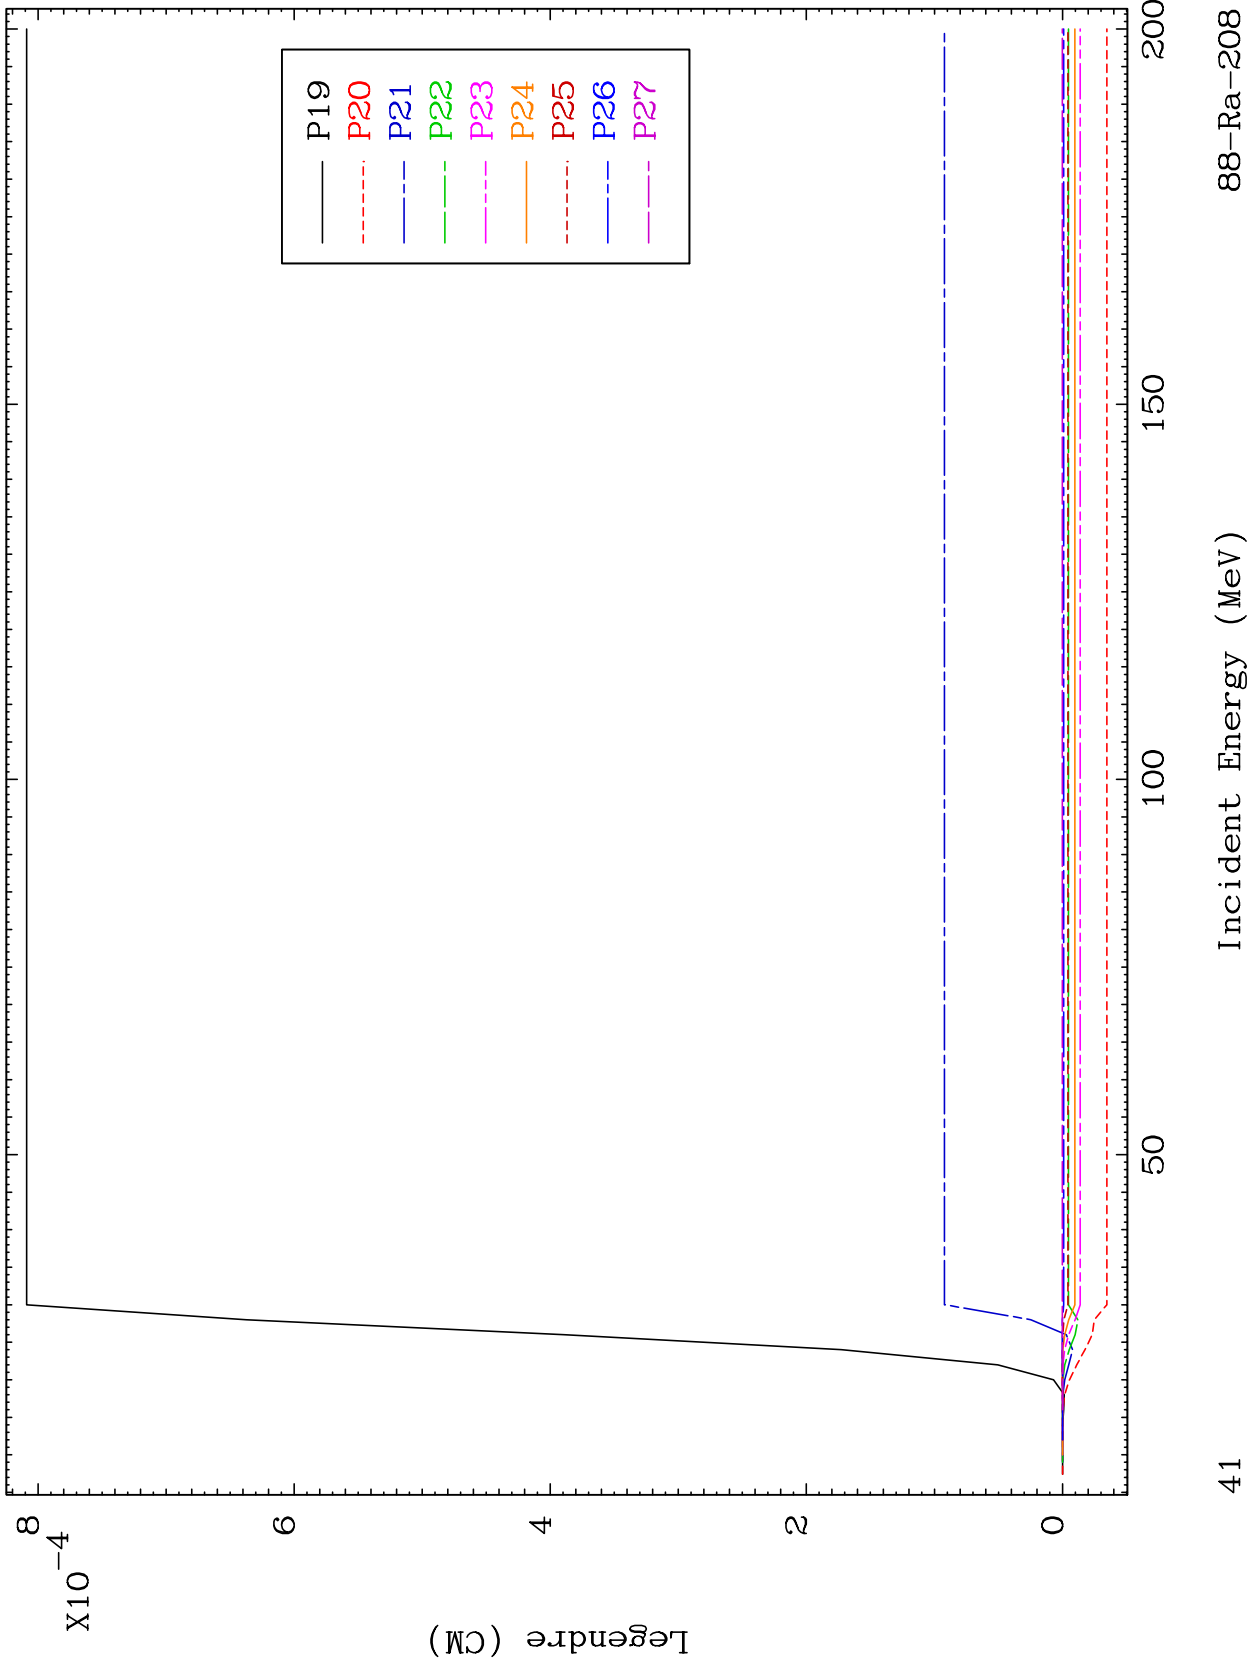 X10-4
8
6
4
2
0
Legendre (CM)
P19
P20
P21
P22
P23
P24
P25
P26
P27
50
100
150
200
Incident Energy (MeV)
41
88-Ra-208